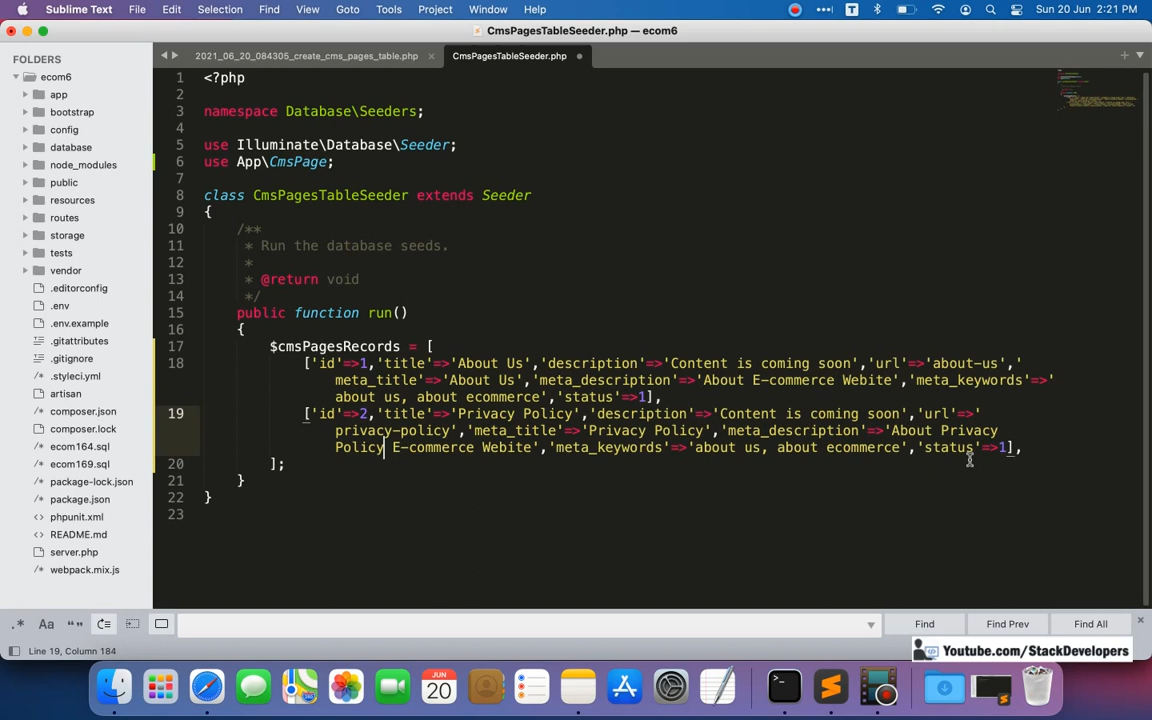 Sublime Text File Edit Selection Find View Goto Tools Project Window Help Sun 20 Jun 2:21 PM
CmsPagesTableSeeder.php — ecom6
FOLDERS
ecom6
app
bootstrap
config
database
node_modules
public
resources
routes
storage
tests
vendor
.editorconfig
.env
.env.example
.gitattributes
.gitignore
.styleci.yml
artisan
composer.json
composer.lock
ecom164.sql
ecom169.sql
package-lock.json
package.json
phpunit.xml
README.md
server.php
webpack.mix.js
2021_06_20_084305_create_cms_pages_table.php CmsPagesTableSeeder.php
1 <?php
2
3 namespace Database\Seeders;
4
5 use Illuminate\Database\Seeder;
6 use App\CmsPage;
7
8 class CmsPagesTableSeeder extends Seeder
9 {
10 /**
11 * Run the database seeds.
12 *
13 * @return void
14 */
15 public function run()
16 {
17 $cmsPagesRecords = [
18 ['id'=>1,'title'=>'About Us','description'=>'Content is coming soon','url'=>'about-us','
meta_title'=>'About Us','meta_description'=>'About E-commerce Webite','meta_keywords'=>'
about us, about ecommerce','status'=>1],
19 ['id'=>2,'title'=>'Privacy Policy','description'=>'Content is coming soon','url'=>'
privacy-policy','meta_title'=>'Privacy Policy','meta_description'=>'About Privacy
Policy E-commerce Webite','meta_keywords'=>'about us, about ecommerce','status'=>1],
20 ];
21 }
22 }
23
.* Aa “” Find Find Prev Find All
Line 19, Column 184
Youtube.com/StackDevelopers
JUN
20